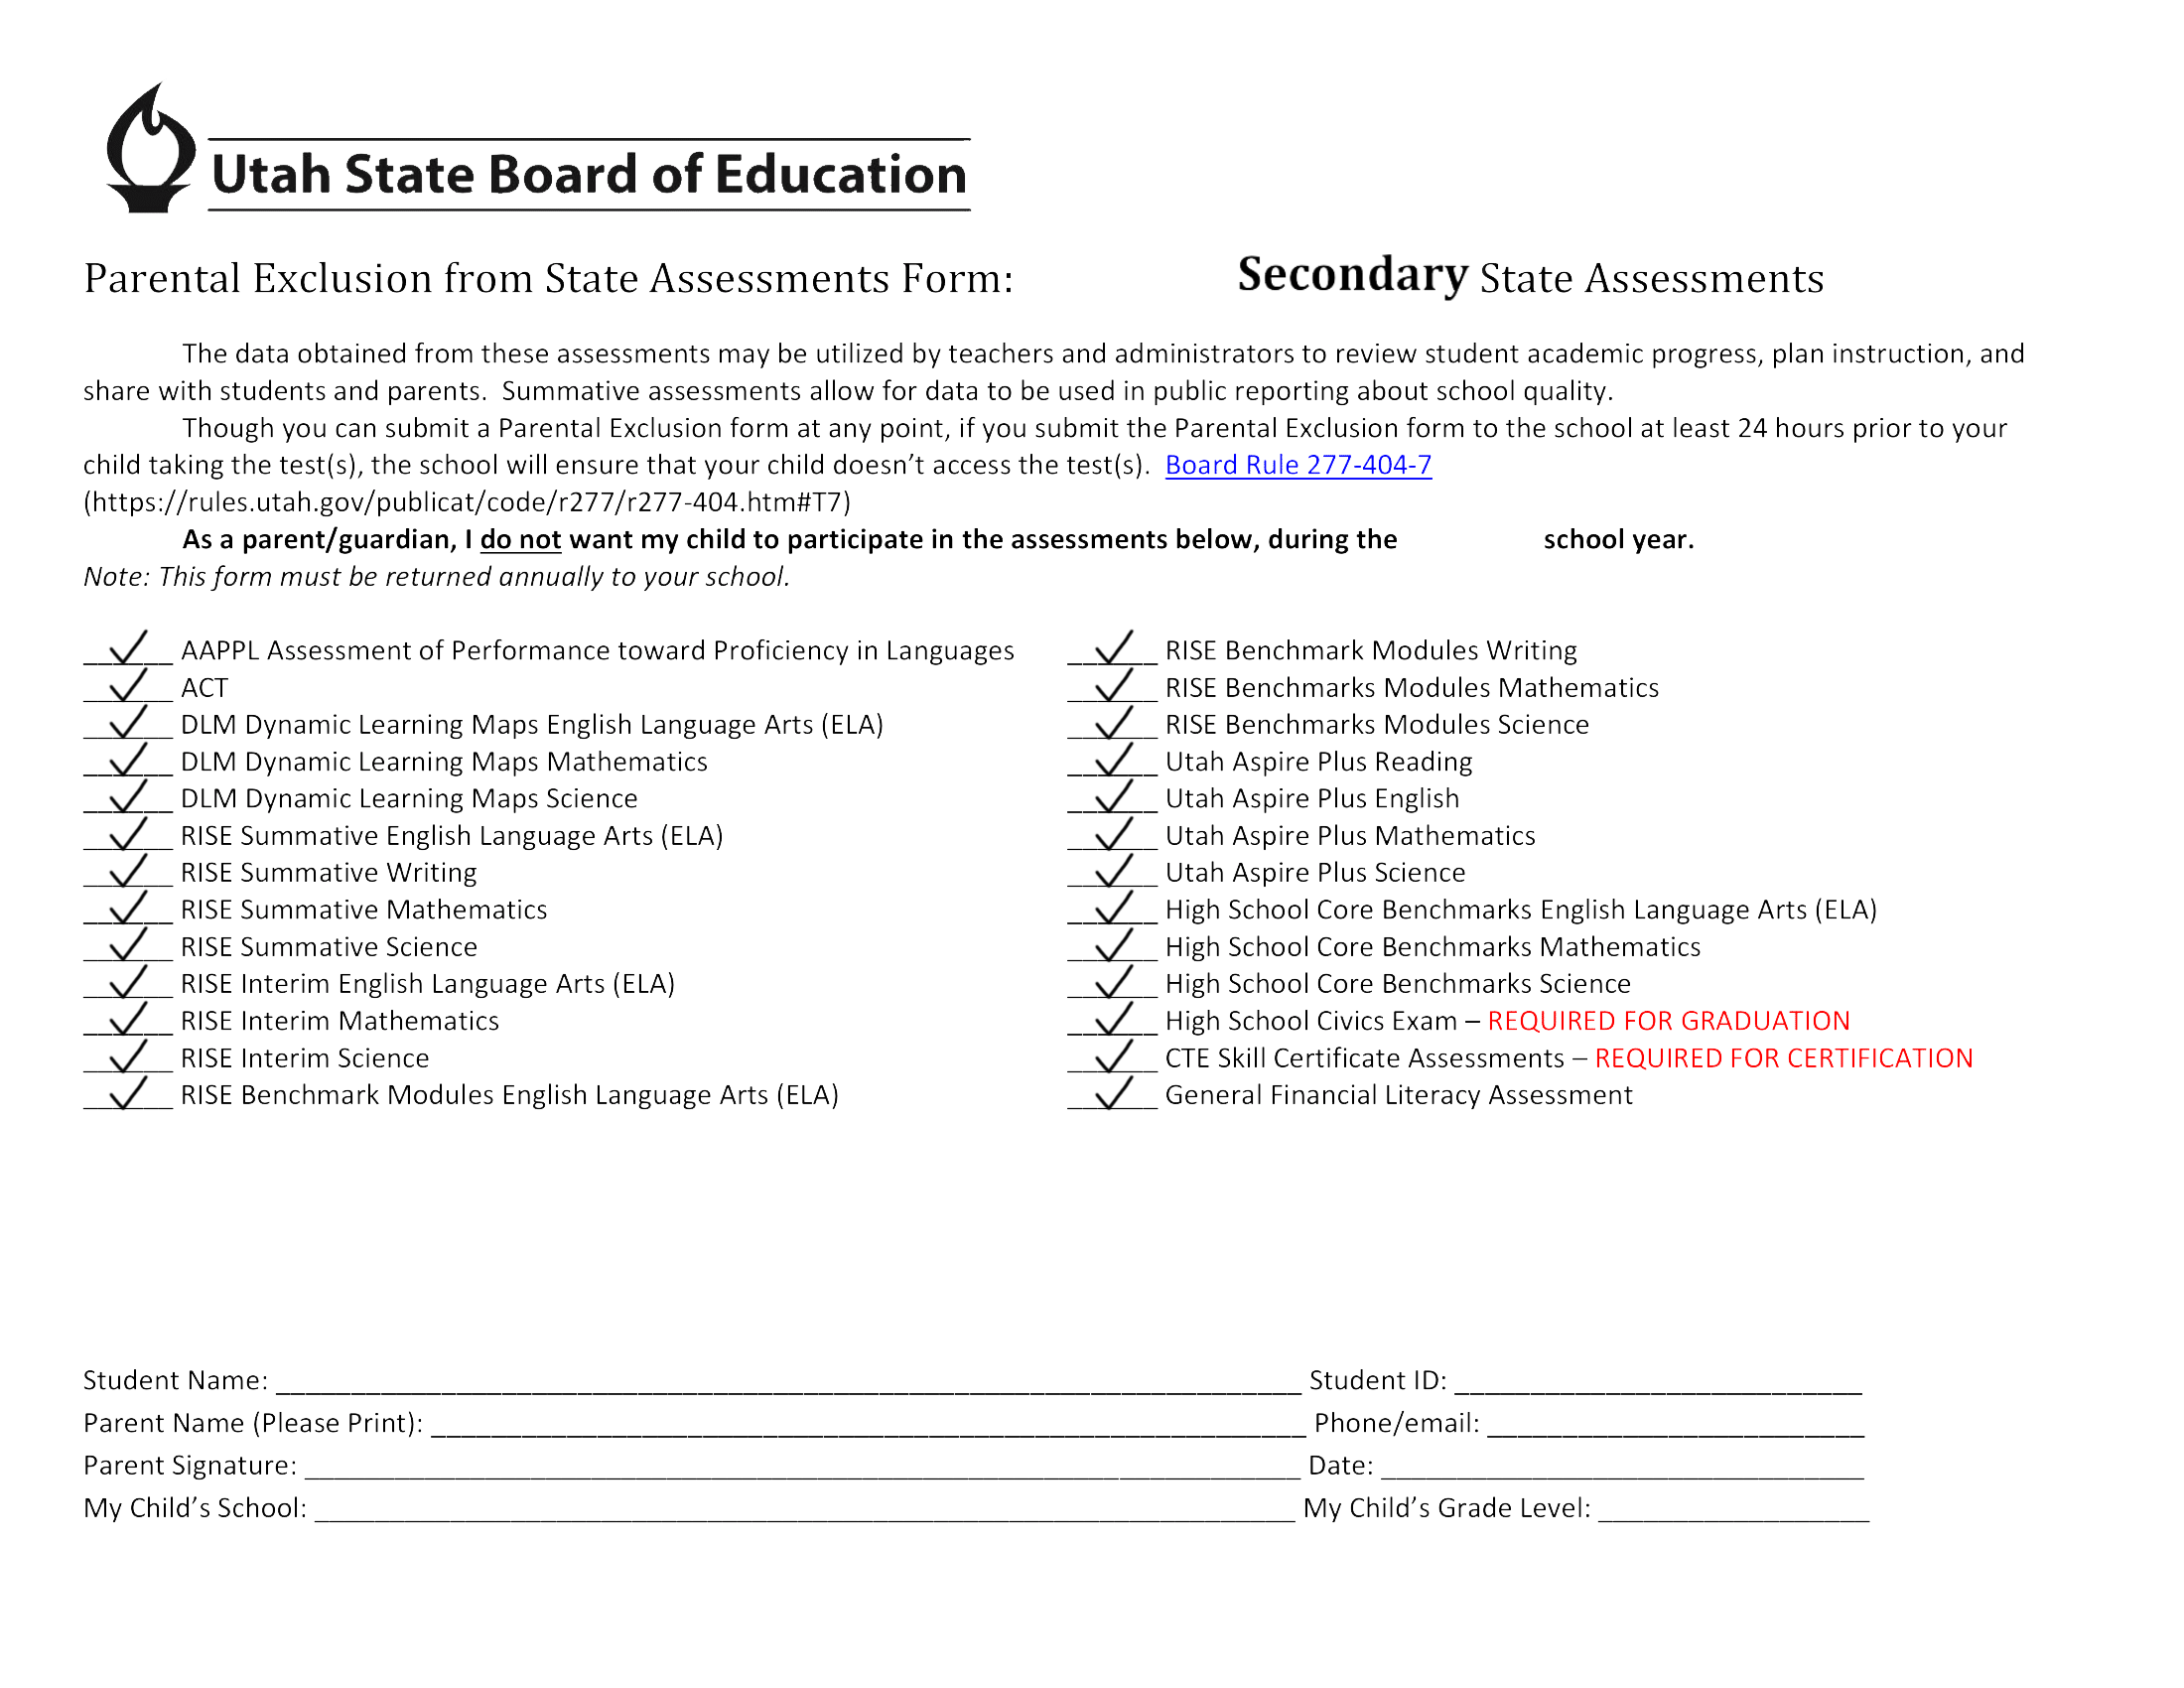 Utah State Board of Education
Parental Exclusion from State Assessments Form: Secondary State Assessments
The data obtained from these assessments may be utilized by teachers and administrators to review student academic progress, plan instruction, and
share with students and parents. Summative assessments allow for data to be used in public reporting about school quality.
Though you can submit a Parental Exclusion form at any point, if you submit the Parental Exclusion form to the school at least 24 hours prior to your
child taking the test(s), the school will ensure that your child doesn't access the test(s). Board Rule 277-404-7
(https://rules.utah.gov/publicat/code/r277/r277-404.htm#T7)
As a parent/guardian, I do not want my child to participate in the assessments below, during the school year.
Note: This form must be returned annually to your school.
✓ AAPPL Assessment of Performance toward Proficiency in Languages
✓ ACT
✓ DLM Dynamic Learning Maps English Language Arts (ELA)
✓ DLM Dynamic Learning Maps Mathematics
✓ DLM Dynamic Learning Maps Science
✓ RISE Summative English Language Arts (ELA)
✓ RISE Summative Writing
✓ RISE Summative Mathematics
✓ RISE Summative Science
✓ RISE Interim English Language Arts (ELA)
✓ RISE Interim Mathematics
✓ RISE Interim Science
✓ RISE Benchmark Modules English Language Arts (ELA)
✓ RISE Benchmark Modules Writing
✓ RISE Benchmarks Modules Mathematics
✓ RISE Benchmarks Modules Science
✓ Utah Aspire Plus Reading
✓ Utah Aspire Plus English
✓ Utah Aspire Plus Mathematics
✓ Utah Aspire Plus Science
✓ High School Core Benchmarks English Language Arts (ELA)
✓ High School Core Benchmarks Mathematics
✓ High School Core Benchmarks Science
✓ High School Civics Exam – REQUIRED FOR GRADUATION
✓ CTE Skill Certificate Assessments – REQUIRED FOR CERTIFICATION
✓ General Financial Literacy Assessment
Student Name: Student ID:
Parent Name (Please Print): Phone/email:
Parent Signature: Date:
My Child's School: My Child's Grade Level: